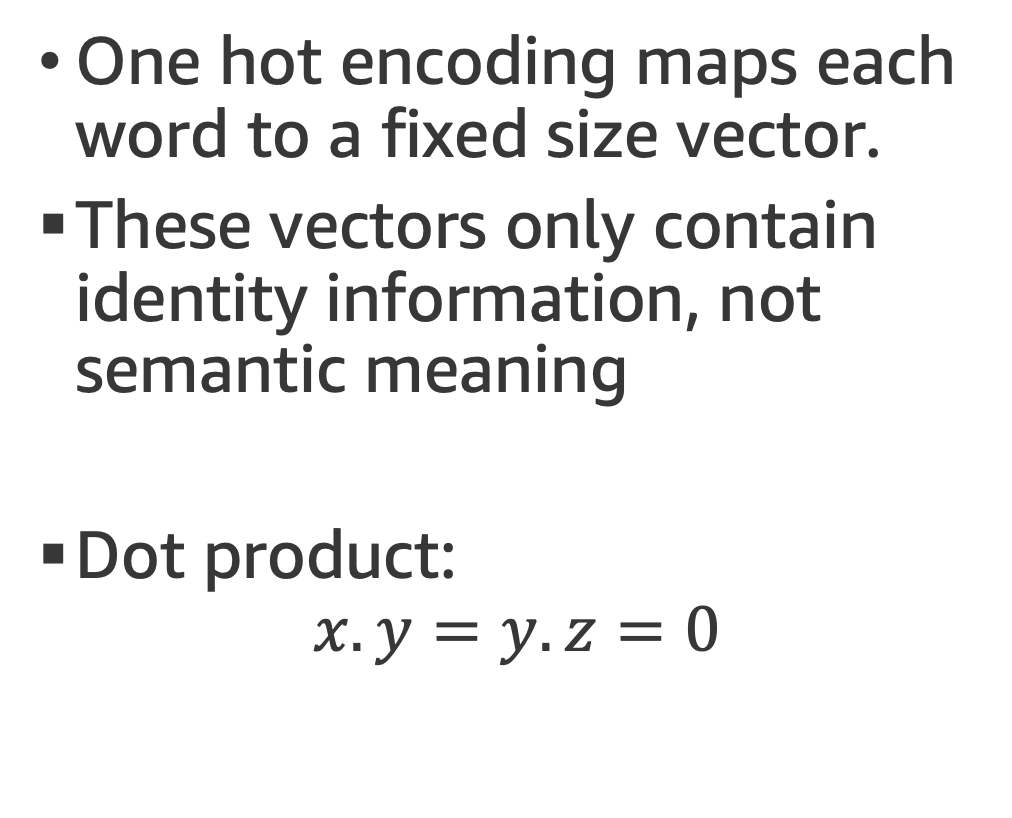 • One hot encoding maps each
word to a fixed size vector.
▪ These vectors only contain
identity information, not
semantic meaning
▪ Dot product:
x. y = y. z = 0